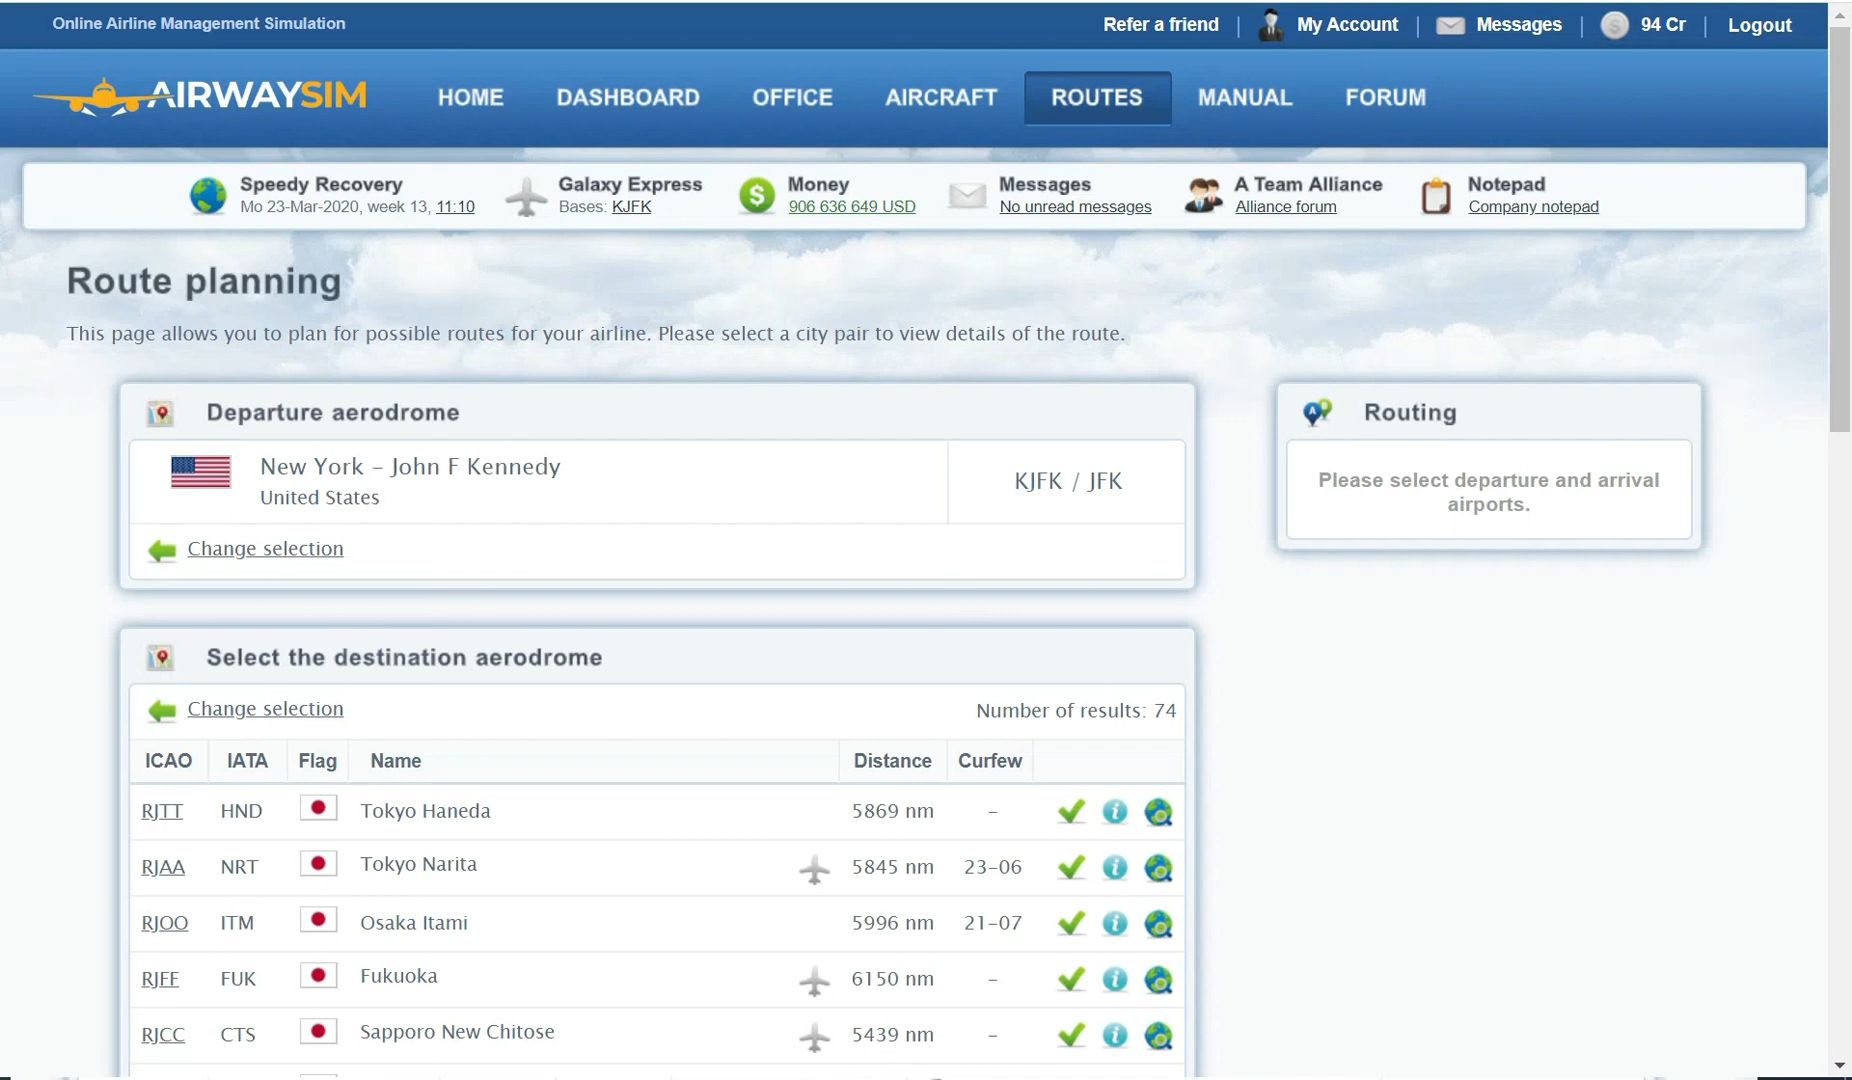 Online Airline Management Simulation
Refer a friend | My Account | Messages | 94 Cr | Logout
AIRWAYSIM
HOME DASHBOARD OFFICE AIRCRAFT ROUTES MANUAL FORUM
Speedy Recovery
Mo 23-Mar-2020, week 13, 11:10
Galaxy Express
Bases: KJFK
Money
906 636 649 USD
Messages
No unread messages
A Team Alliance
Alliance forum
Notepad
Company notepad
Route planning
This page allows you to plan for possible routes for your airline. Please select a city pair to view details of the route.
Departure aerodrome
New York – John F Kennedy
United States
KJFK / JFK
Change selection
Routing
Please select departure and arrival
airports.
Select the destination aerodrome
Change selection
Number of results: 74
ICAO IATA Flag Name Distance Curfew
RJTT HND Tokyo Haneda 5869 nm –
RJAA NRT Tokyo Narita 5845 nm 23-06
RJOO ITM Osaka Itami 5996 nm 21-07
RJFF FUK Fukuoka 6150 nm –
RJCC CTS Sapporo New Chitose 5439 nm –